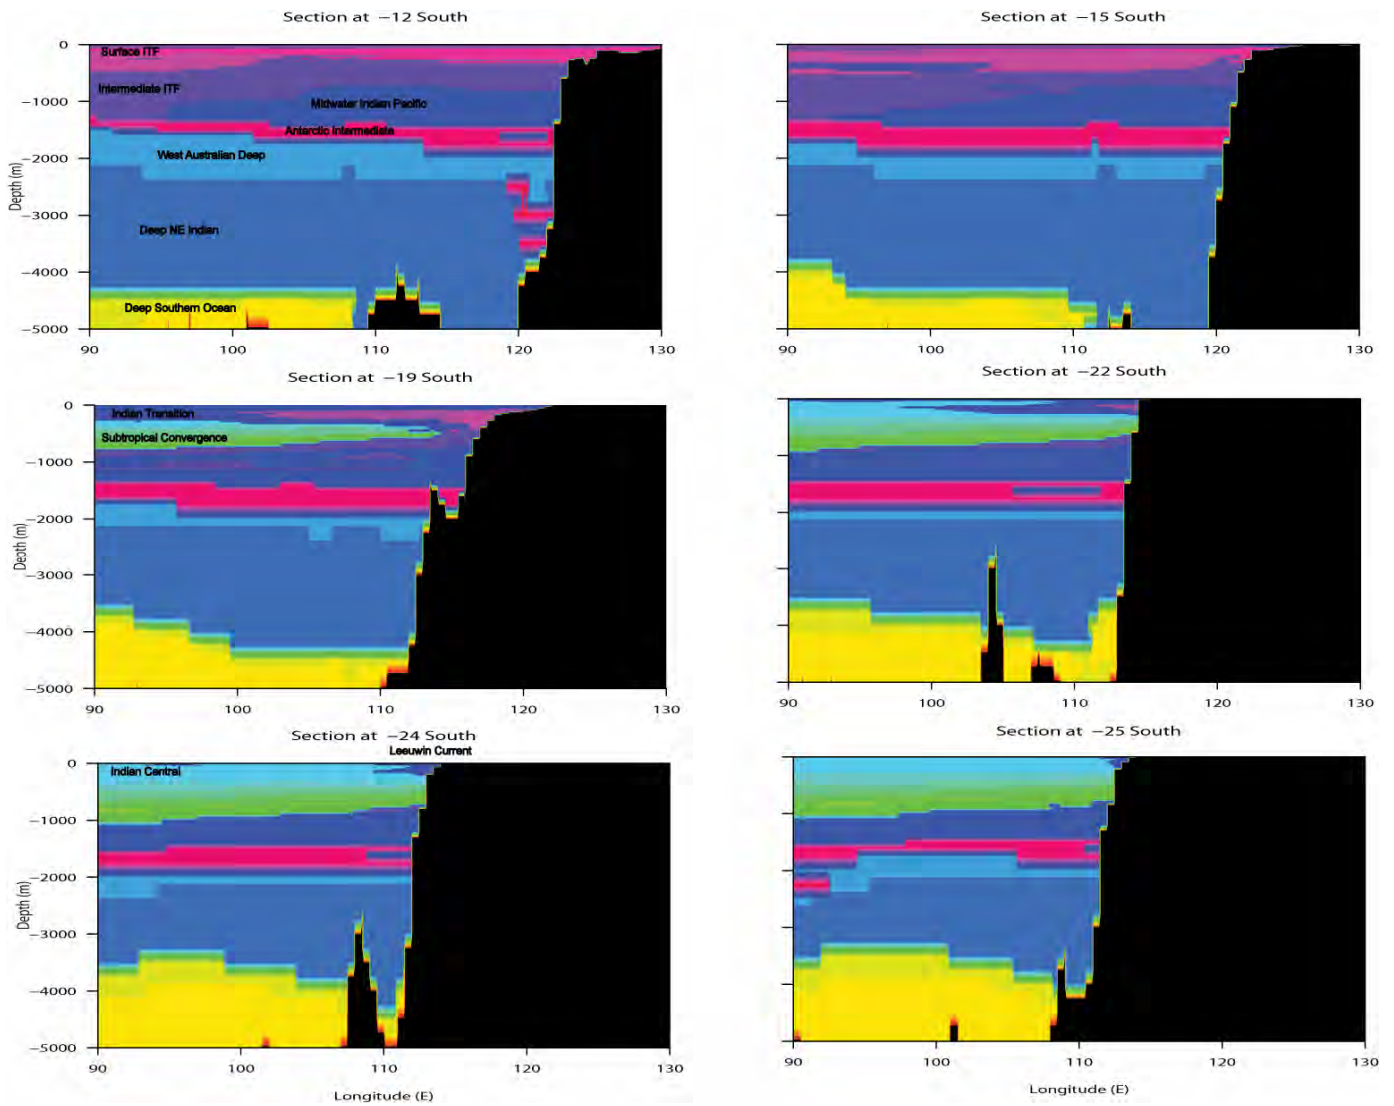 Section at −12 South
Section at −15 South
0
−1000
−2000
−3000
−4000
−5000
Depth (m)
Surface ITF
Intermediate ITF
Midwater Indian Pacific
Antarctic Intermediate
West Australian Deep
Deep NE Indian
Deep Southern Ocean
90 100 110 120 130
90 100 110 120 130
Section at −19 South
Section at −22 South
0
−1000
−2000
−3000
−4000
−5000
Depth (m)
Indian Transition
Subtropical Convergence
90 100 110 120 130
90 100 110 120 130
Section at −24 South
Section at −25 South
Leeuwin Current
0
−1000
−2000
−3000
−4000
−5000
Depth (m)
Indian Central
90 100 110 120 130
90 100 110 120 130
Longitude (E)
Longitude (E)